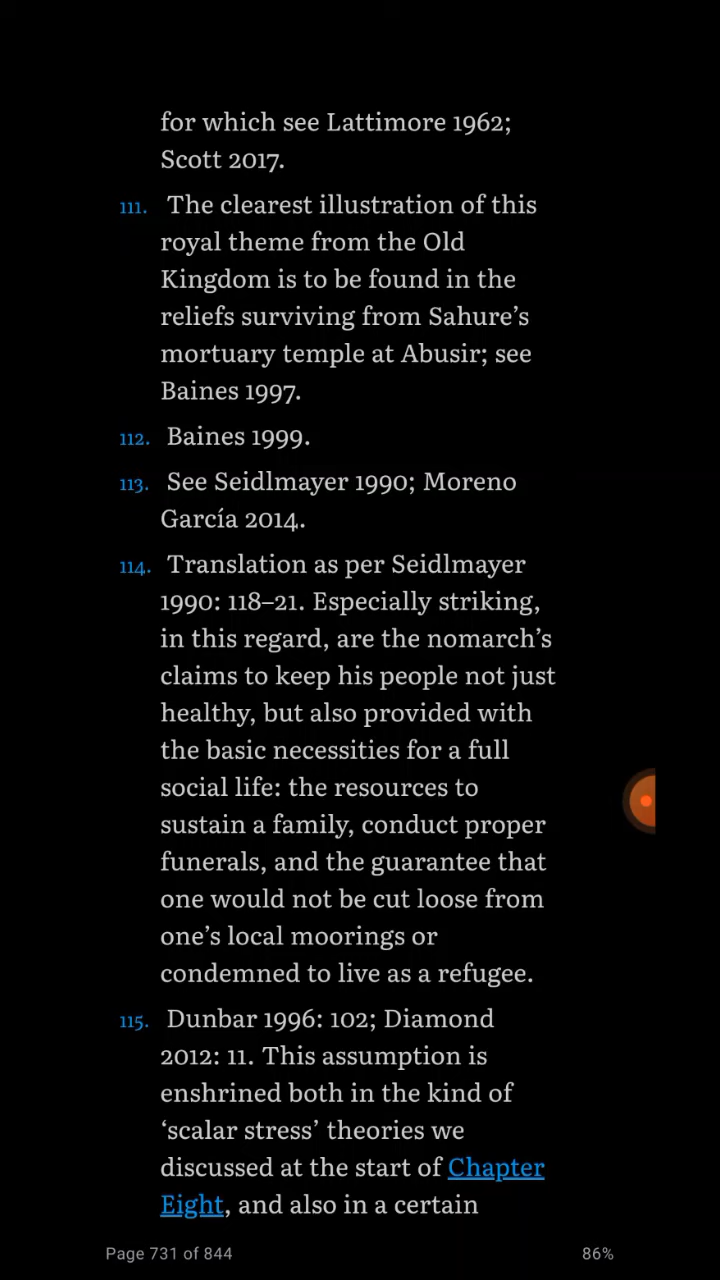 for which see Lattimore 1962;
Scott 2017.
111. The clearest illustration of this
royal theme from the Old
Kingdom is to be found in the
reliefs surviving from Sahure’s
mortuary temple at Abusir; see
Baines 1997.
112. Baines 1999.
113. See Seidlmayer 1990; Moreno
García 2014.
114. Translation as per Seidlmayer
1990: 118–21. Especially striking,
in this regard, are the nomarch’s
claims to keep his people not just
healthy, but also provided with
the basic necessities for a full
social life: the resources to
sustain a family, conduct proper
funerals, and the guarantee that
one would not be cut loose from
one’s local moorings or
condemned to live as a refugee.
115. Dunbar 1996: 102; Diamond
2012: 11. This assumption is
enshrined both in the kind of
‘scalar stress’ theories we
discussed at the start of Chapter
Eight, and also in a certain
Page 731 of 844 86%